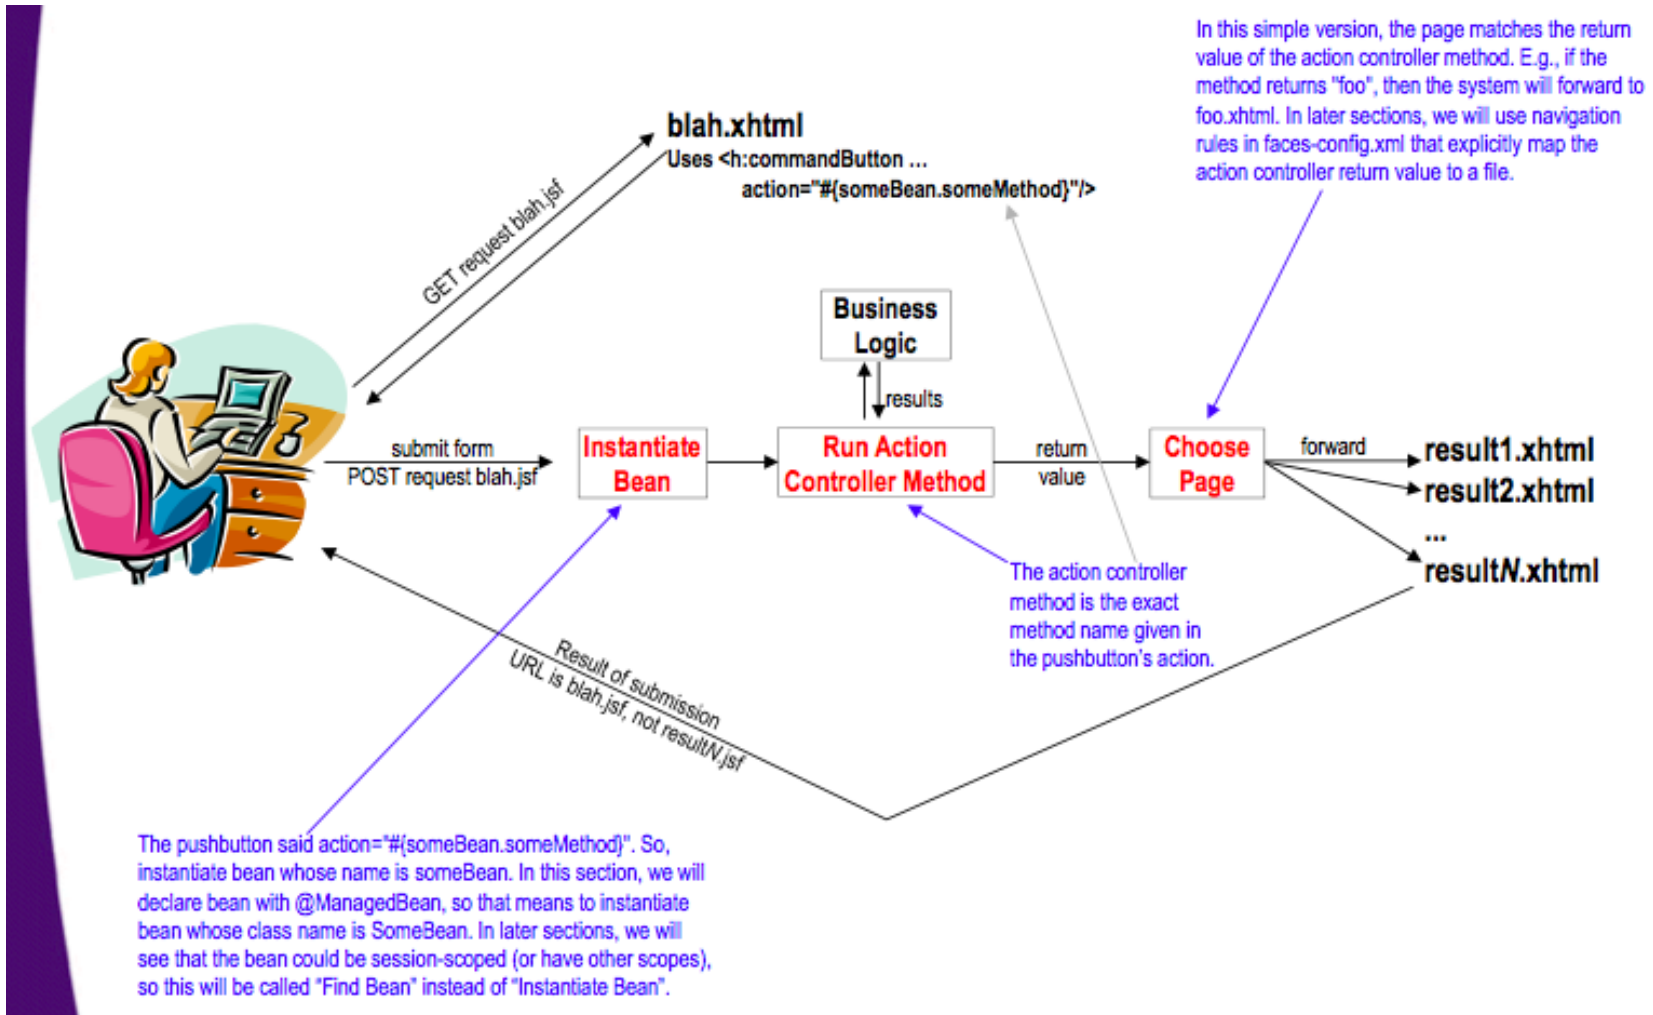 In this simple version, the page matches the return
value of the action controller method. E.g., if the
method returns "foo", then the system will forward to
foo.xhtml. In later sections, we will use navigation
rules in faces-config.xml that explicitly map the
action controller return value to a file.
blah.xhtml
Uses <h:commandButton ...
action="#{someBean.someMethod}"/>
GET request blah.jsf
Business
Logic
results
submit form
POST request blah.jsf
Instantiate
Bean
Run Action
Controller Method
return
value
Choose
Page
forward
result1.xhtml
result2.xhtml
...
resultN.xhtml
The action controller
method is the exact
method name given in
the pushbutton's action.
Result of submission
URL is blah.jsf, not resultN.jsf
The pushbutton said action="#{someBean.someMethod}". So,
instantiate bean whose name is someBean. In this section, we will
declare bean with @ManagedBean, so that means to instantiate
bean whose class name is SomeBean. In later sections, we will
see that the bean could be session-scoped (or have other scopes),
so this will be called "Find Bean" instead of "Instantiate Bean".